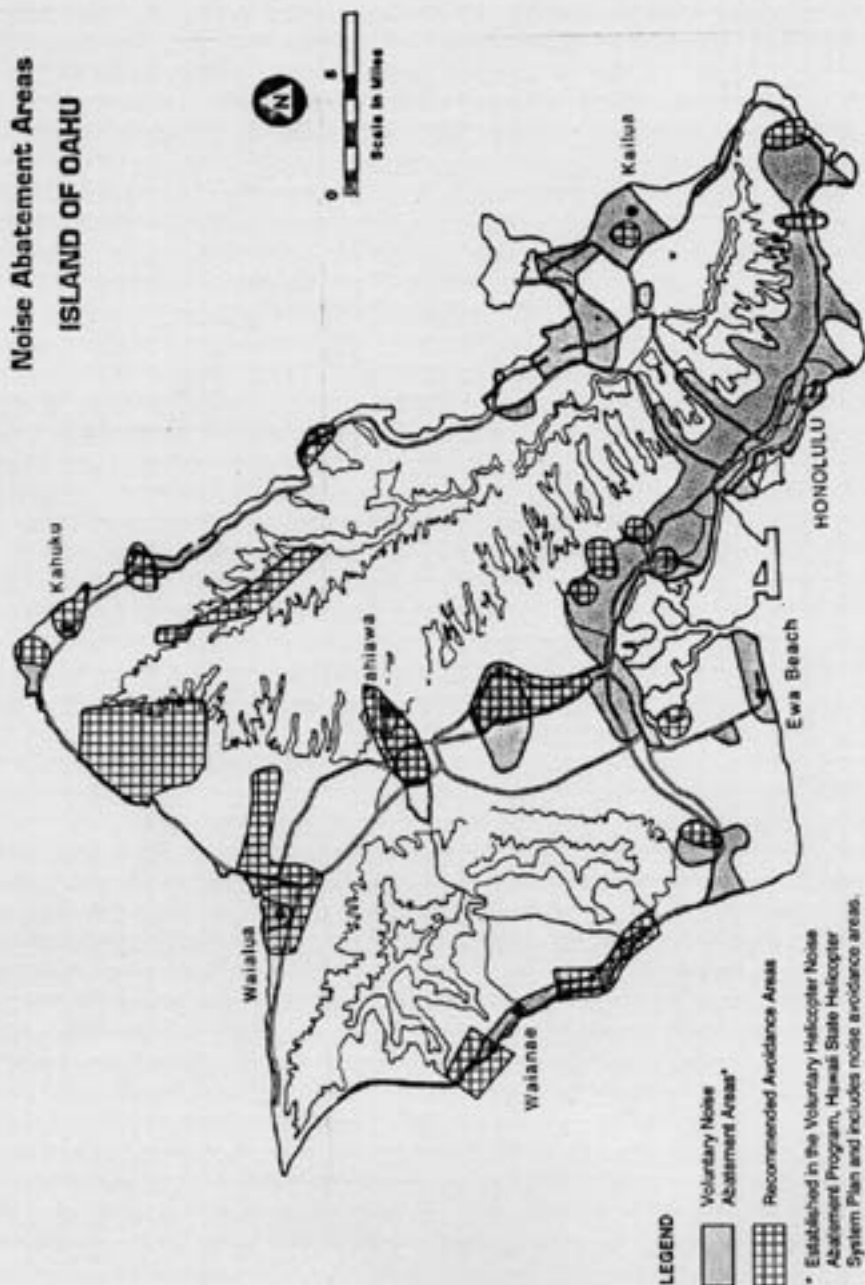 Noise Abatement Areas
ISLAND OF OAHU
N
0 5
Scale in Miles
Kahuku
Waialua
Wahiawa
Kailua
Waianae
Ewa Beach
HONOLULU
LEGEND
Voluntary Noise
Abatement Areas*
Recommended Avoidance Areas
* Established in the Voluntary Helicopter Noise
Abatement Program, Hawaii State Helicopter
System Plan and includes noise avoidance areas.